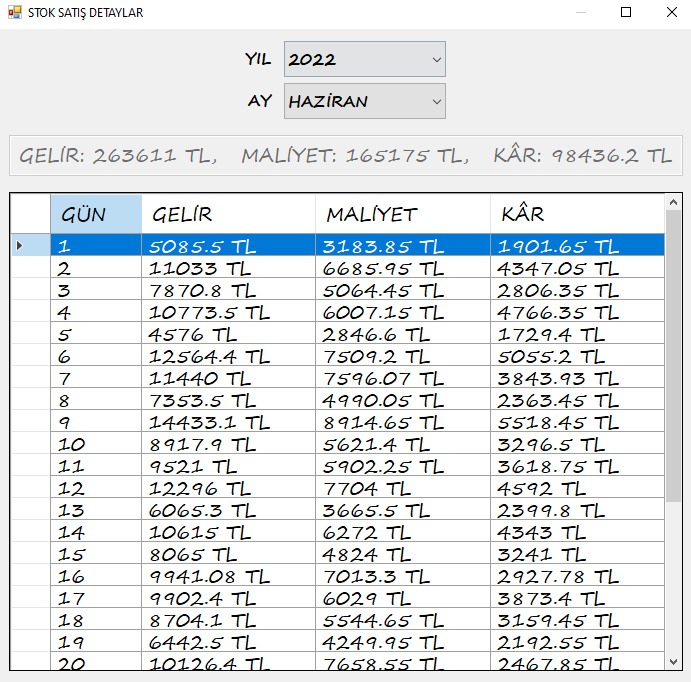 STOK SATIŞ DETAYLAR
YIL 2022
AY HAZİRAN
GELİR: 263611 TL, MALİYET: 165175 TL, KÂR: 98436.2 TL
GÜN GELİR MALİYET KÂR
1 5085.5 TL 3183.85 TL 1901.65 TL
2 11033 TL 6685.95 TL 4347.05 TL
3 7870.8 TL 5064.45 TL 2806.35 TL
4 10773.5 TL 6007.15 TL 4766.35 TL
5 4576 TL 2846.6 TL 1729.4 TL
6 12564.4 TL 7509.2 TL 5055.2 TL
7 11440 TL 7596.07 TL 3843.93 TL
8 7353.5 TL 4990.05 TL 2363.45 TL
9 14433.1 TL 8914.65 TL 5518.45 TL
10 8917.9 TL 5621.4 TL 3296.5 TL
11 9521 TL 5902.25 TL 3618.75 TL
12 12296 TL 7704 TL 4592 TL
13 6065.3 TL 3665.5 TL 2399.8 TL
14 10615 TL 6272 TL 4343 TL
15 8065 TL 4824 TL 3241 TL
16 9941.08 TL 7013.3 TL 2927.78 TL
17 9902.4 TL 6029 TL 3873.4 TL
18 8704.1 TL 5544.65 TL 3159.45 TL
19 6442.5 TL 4249.95 TL 2192.55 TL
20 10126.4 TL 7658.55 TL 2467.85 TL